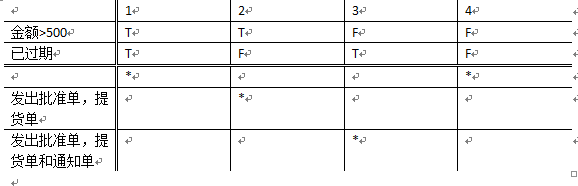 1 2 3 4
金额>500 T T F F
已过期 T F T F
* *
发出批准单，提
货单 *
发出批准单，提
货单和通知单 *